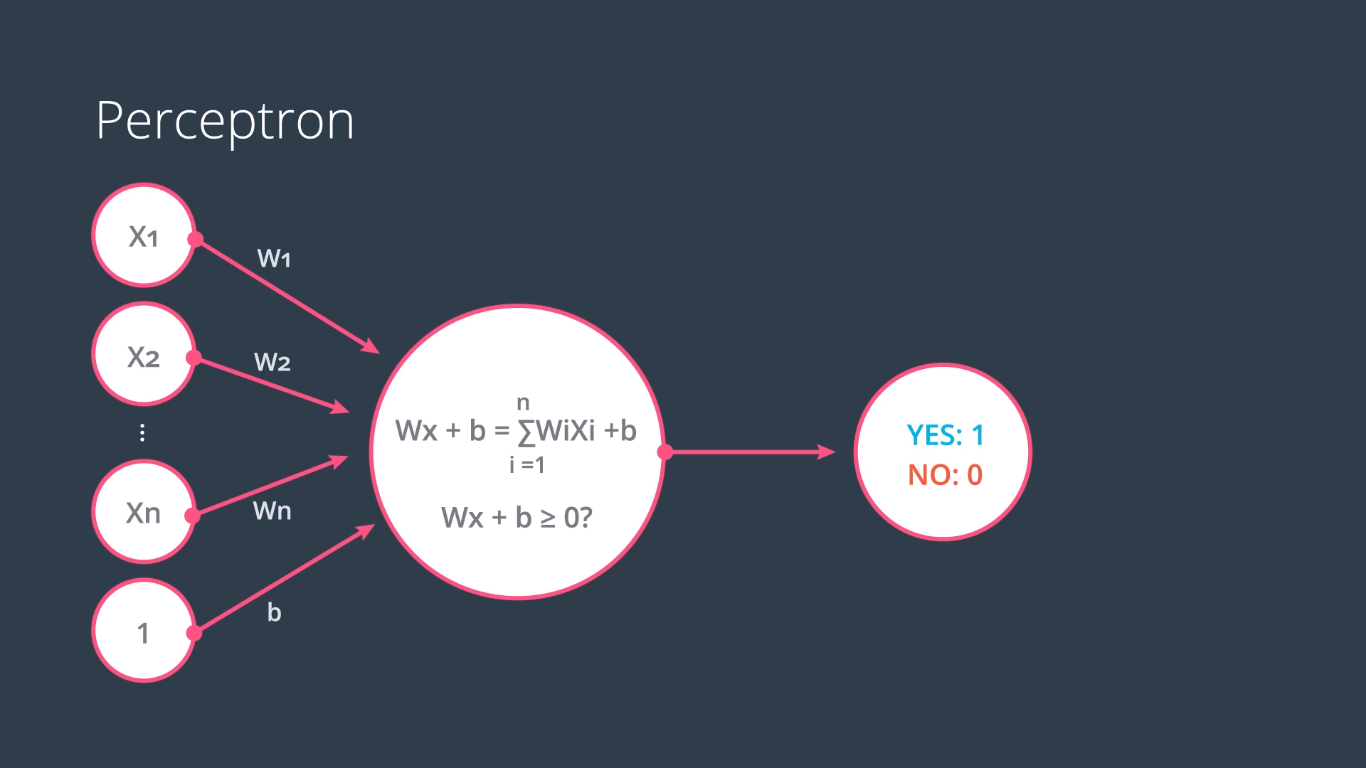 Perceptron
X1
W1
X2
W2
⋮
Xn
Wn
1
b
n
Wx + b = ∑WiXi +b
i =1
Wx + b ≥ 0?
YES: 1
NO: 0